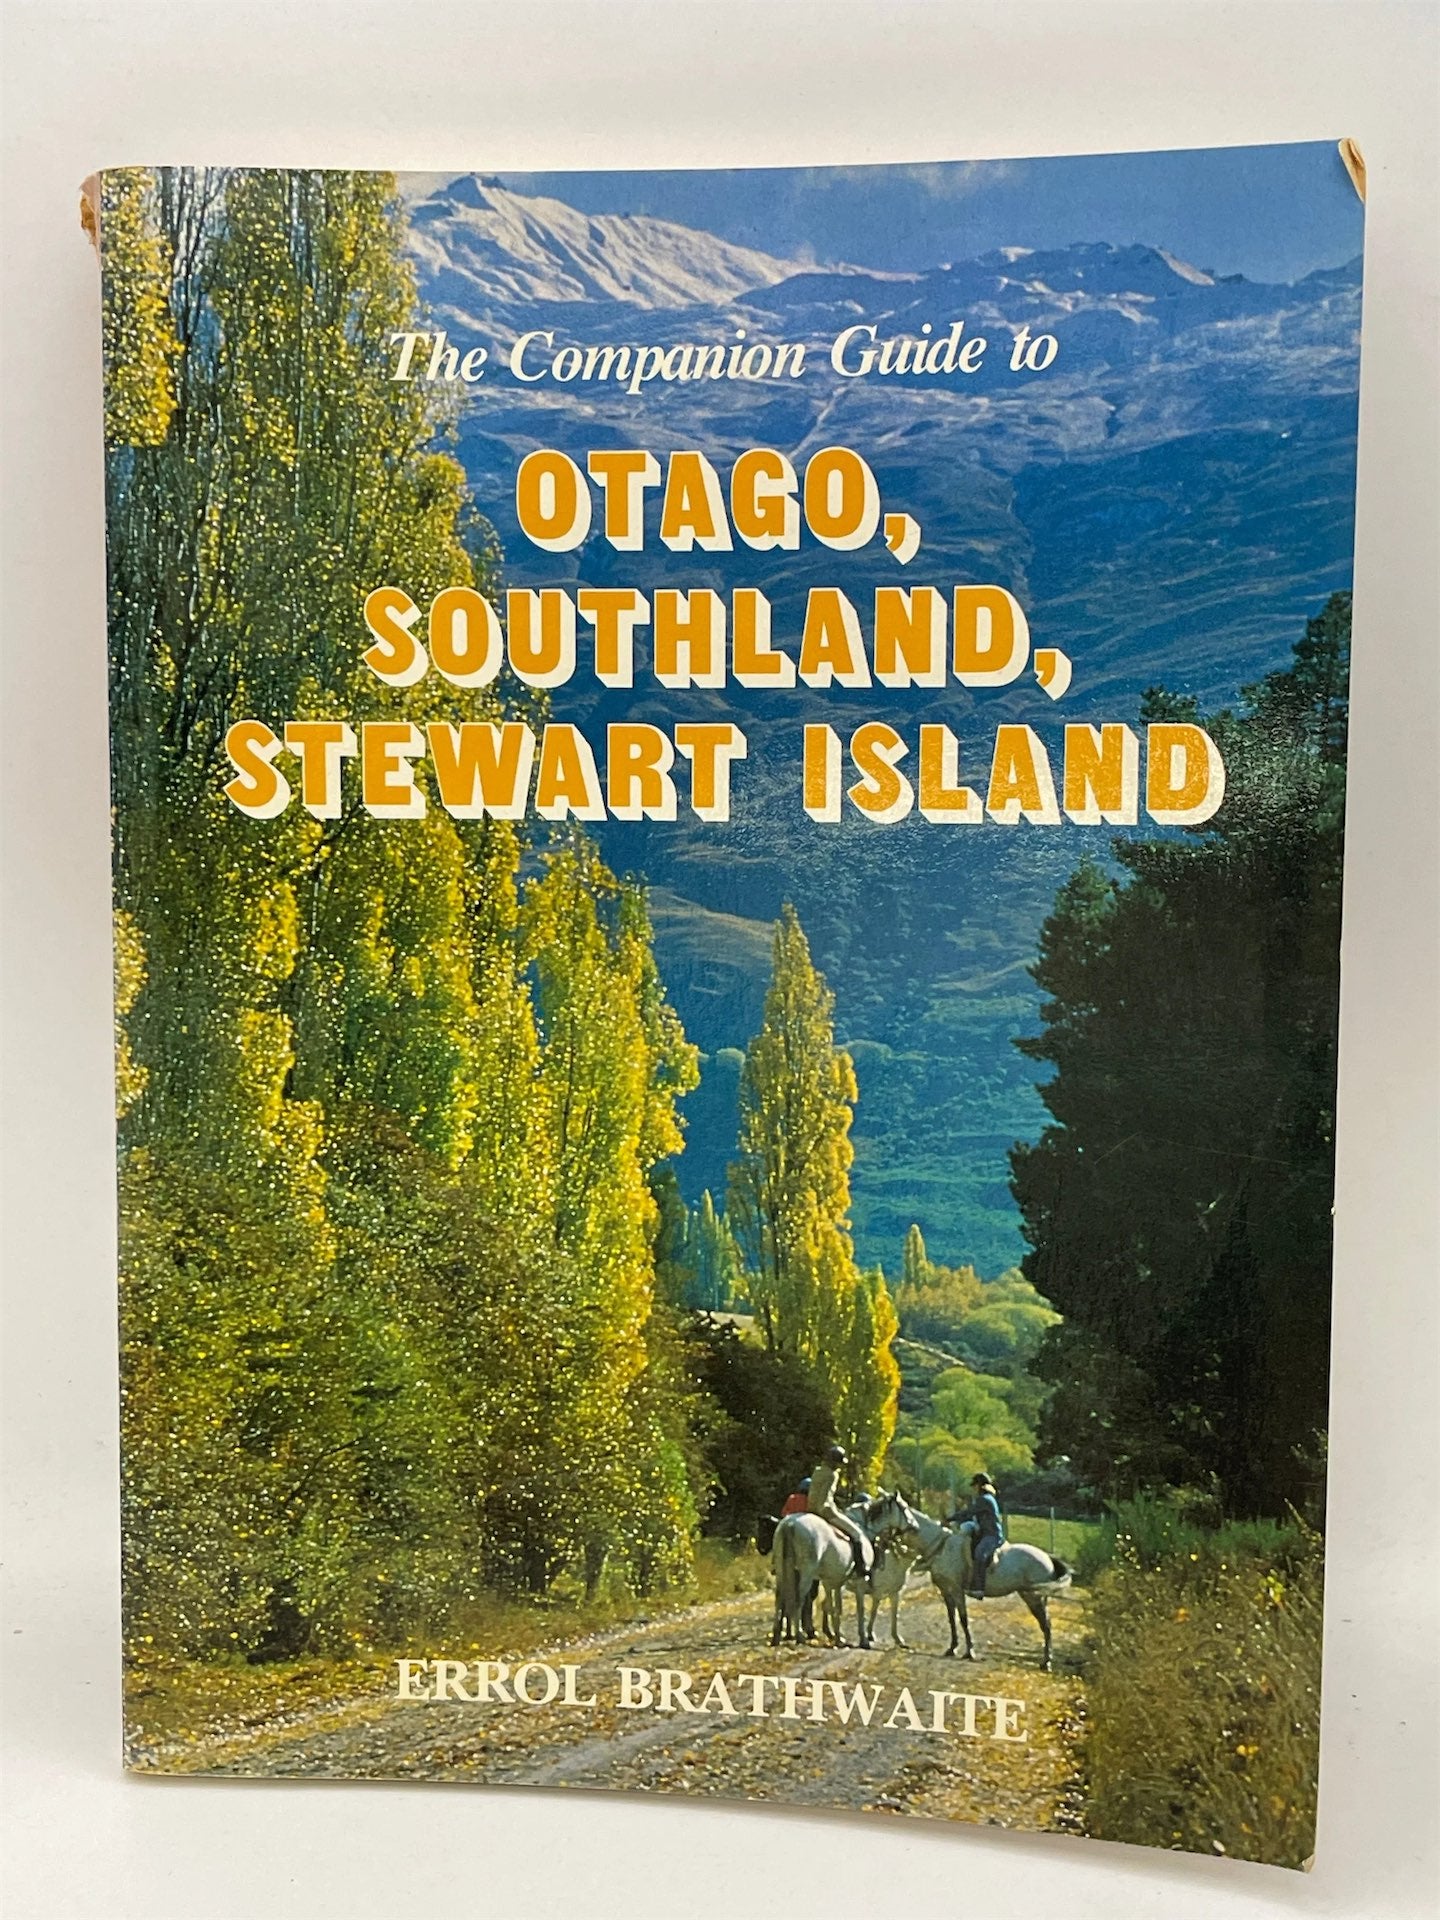 The Companion Guide to
OTAGO,
SOUTHLAND,
STEWART ISLAND
ERROL BRATHWAITE